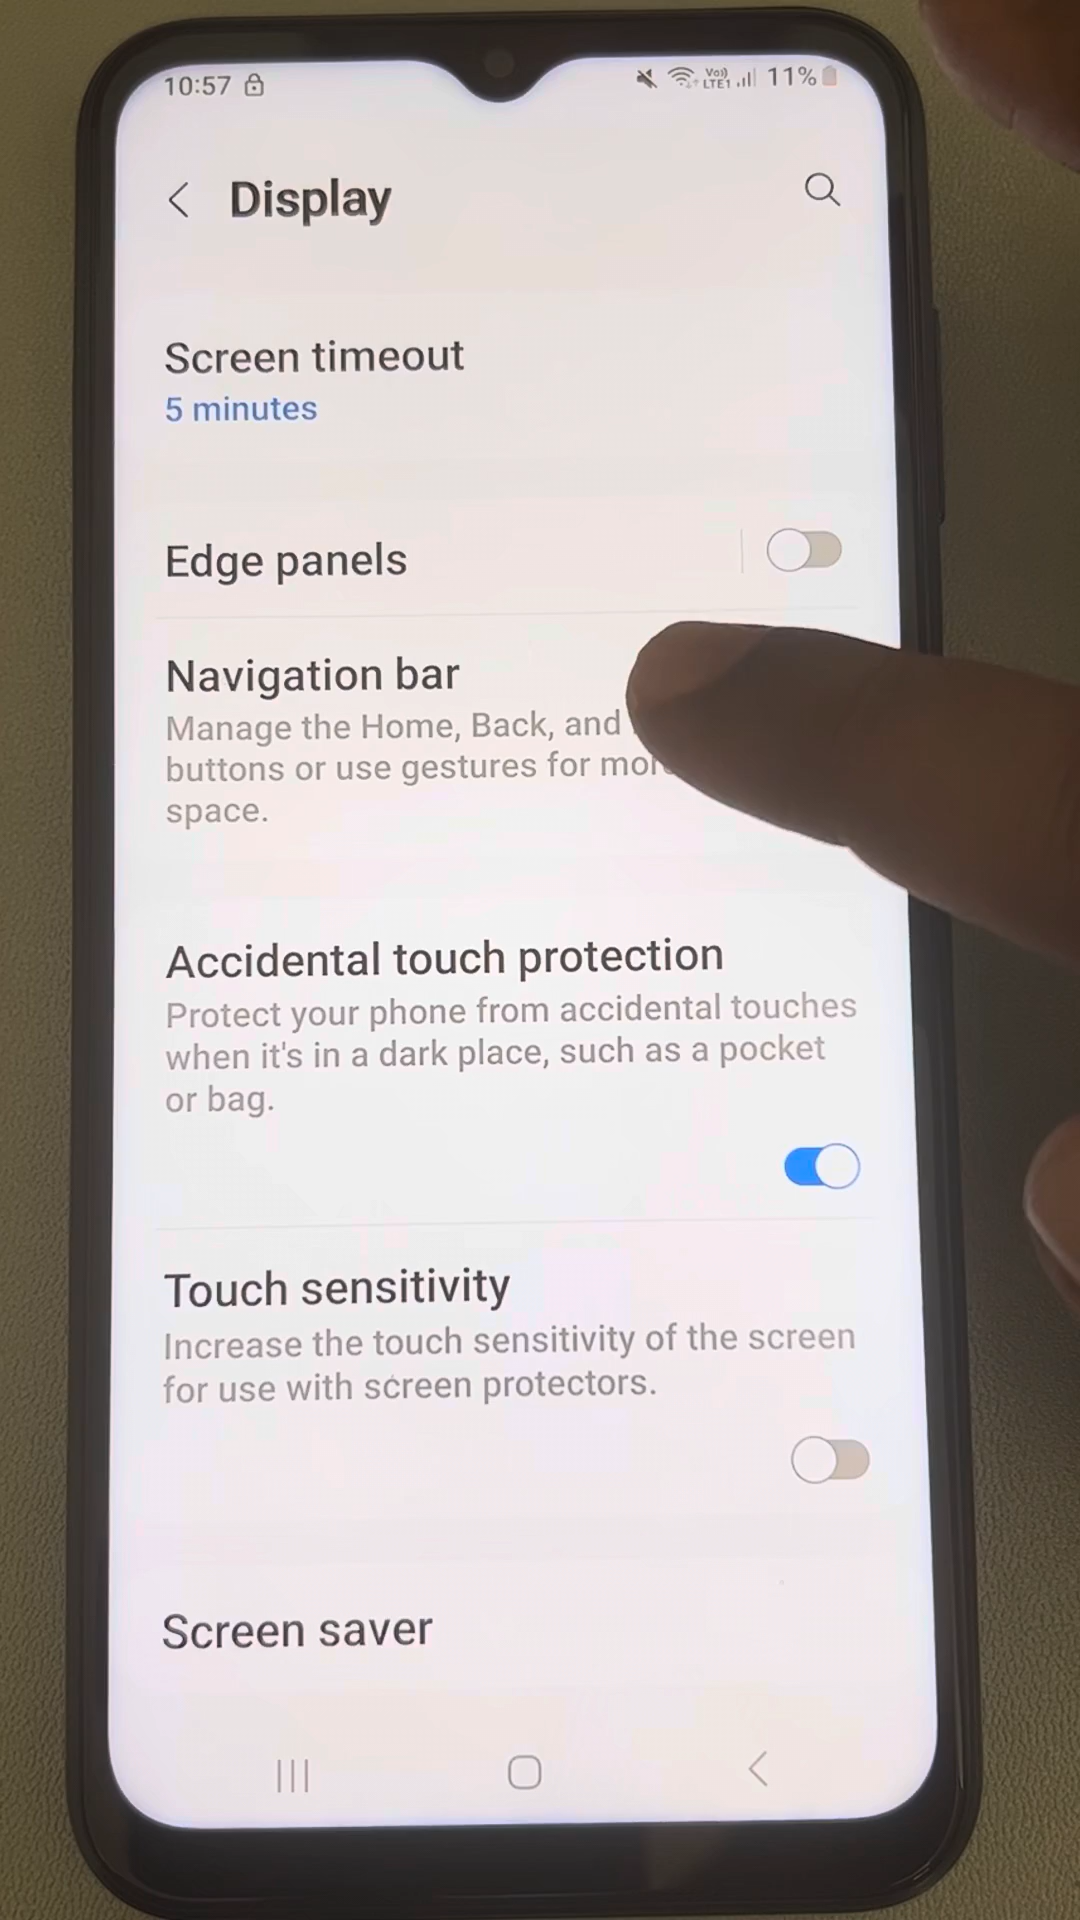 10:57
Vo)) LTE1 11%
Display
Screen timeout
5 minutes
Edge panels
Navigation bar
Manage the Home, Back, and
buttons or use gestures for more
space.
Accidental touch protection
Protect your phone from accidental touches
when it's in a dark place, such as a pocket
or bag.
Touch sensitivity
Increase the touch sensitivity of the screen
for use with screen protectors.
Screen saver